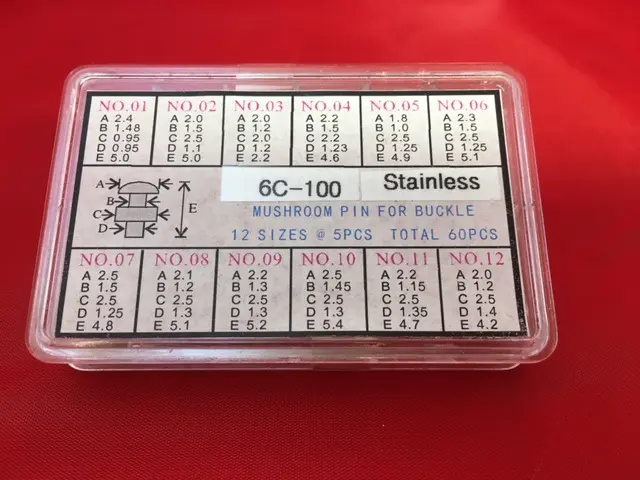 NO.01 NO.02 NO.03 NO.04 NO.05 NO.06
A 2.4 A 2.0 A 2.0 A 2.2 A 1.8 A 2.3
B 1.48 B 1.5 B 1.2 B 1.5 B 1.0 B 1.5
C 0.95 C 2.5 C 2.0 C 2.2 C 2.5 C 2.5
D 0.95 D 1.1 D 1.2 D 1.23 D 1.25 D 1.25
E 5.0 E 5.0 E 2.2 E 4.6 E 4.9 E 5.1
A
B
C
D
E
6C-100 Stainless
MUSHROOM PIN FOR BUCKLE
12 SIZES @ 5PCS TOTAL 60PCS
NO.07 NO.08 NO.09 NO.10 NO.11 NO.12
A 2.5 A 2.1 A 2.2 A 2.5 A 2.2 A 2.0
B 1.5 B 1.2 B 1.3 B 1.45 B 1.15 B 1.2
C 2.5 C 2.5 C 2.5 C 2.5 C 2.5 C 2.5
D 1.25 D 1.3 D 1.3 D 1.3 D 1.35 D 1.4
E 4.8 E 5.1 E 5.2 E 5.4 E 4.7 E 4.2